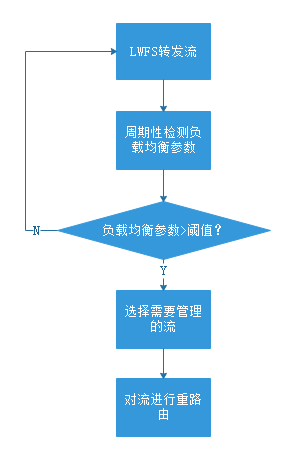 LWFS转发流
周期性检测负
载均衡参数
负载均衡参数>阈值？
N
Y
选择需要管理
的流
对流进行重路
由